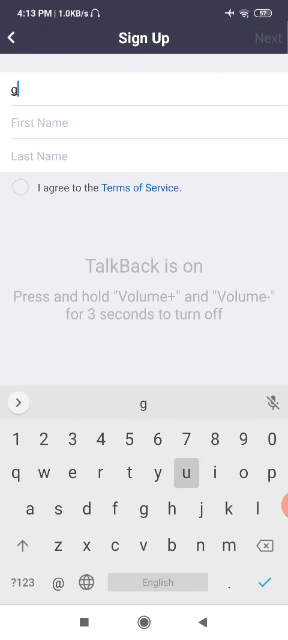 4:13 PM | 1.0KB/s 57
Sign Up Next
g
First Name
Last Name
I agree to the Terms of Service.
TalkBack is on
Press and hold "Volume+" and "Volume-"
for 3 seconds to turn off
g
1 2 3 4 5 6 7 8 9 0
q w e r t y u i o p
a s d f g h j k l
z x c v b n m
?123 @ English .